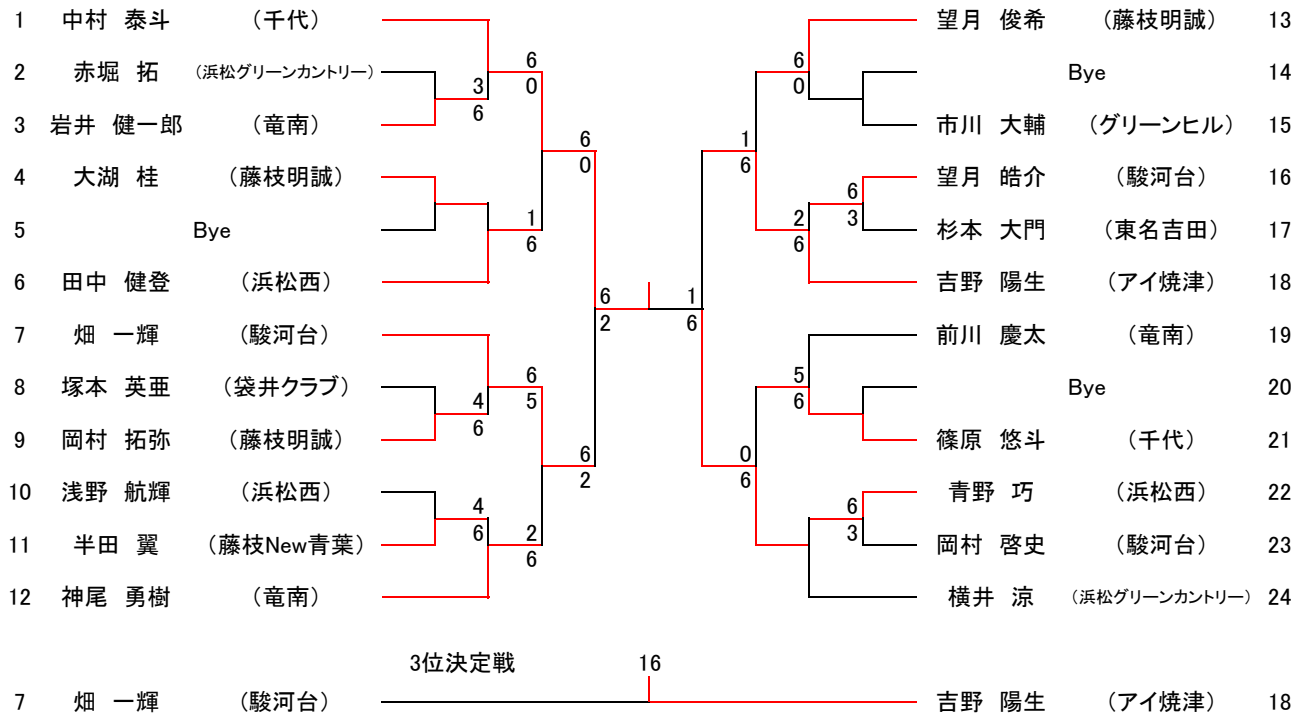 1 中村 泰斗 (千代) 望月 俊希 (藤枝明誠) 13
6 6
2 赤堀 拓 (浜松グリーンカントリー) Bye 14
3 0 0
6
3 岩井 健一郎 (竜南) 市川 大輔 (グリーンヒル) 15
6 1
0 6
4 大湖 桂 (藤枝明誠) 望月 皓介 (駿河台) 16
6
1 2 3
5 Bye 杉本 大門 (東名吉田) 17
6 6
6 田中 健登 (浜松西) 吉野 陽生 (アイ焼津) 18
6 1
2 6
7 畑 一輝 (駿河台) 前川 慶太 (竜南) 19
6 5
8 塚本 英亜 (袋井クラブ) Bye 20
4 5 6
6
9 岡村 拓弥 (藤枝明誠) 篠原 悠斗 (千代) 21
6 0
2 6
10 浅野 航輝 (浜松西) 青野 巧 (浜松西) 22
4 6
6 2 3
11 半田 翼 (藤枝New青葉) 岡村 啓史 (駿河台) 23
6
12 神尾 勇樹 (竜南) 横井 涼 (浜松グリーンカントリー) 24
3位決定戦 16
7 畑 一輝 (駿河台) 吉野 陽生 (アイ焼津) 18